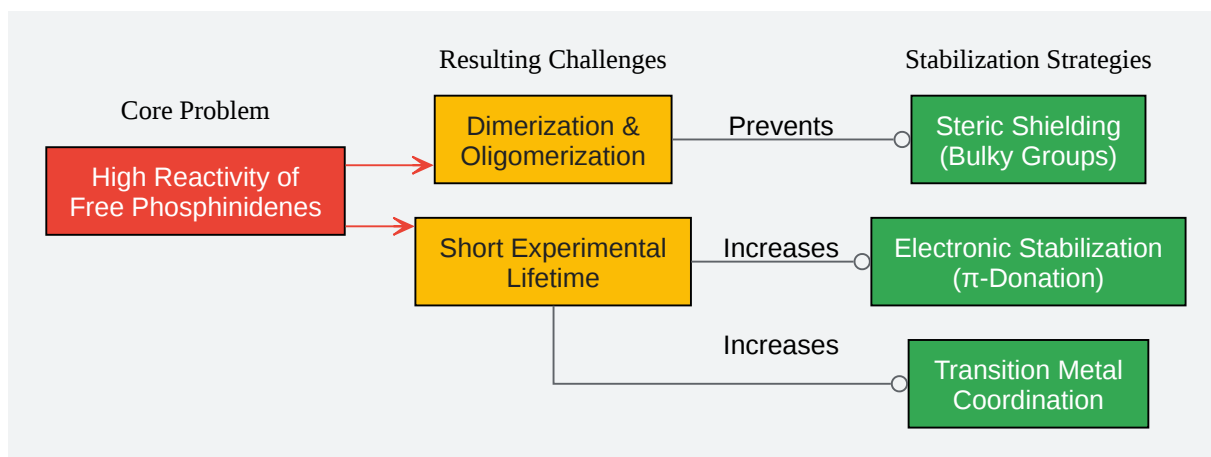 Core Problem
High Reactivity of
Free Phosphinidenes
Resulting Challenges
Dimerization &
Oligomerization
Short Experimental
Lifetime
Prevents
Increases
Increases
Stabilization Strategies
Steric Shielding
(Bulky Groups)
Electronic Stabilization
(π-Donation)
Transition Metal
Coordination